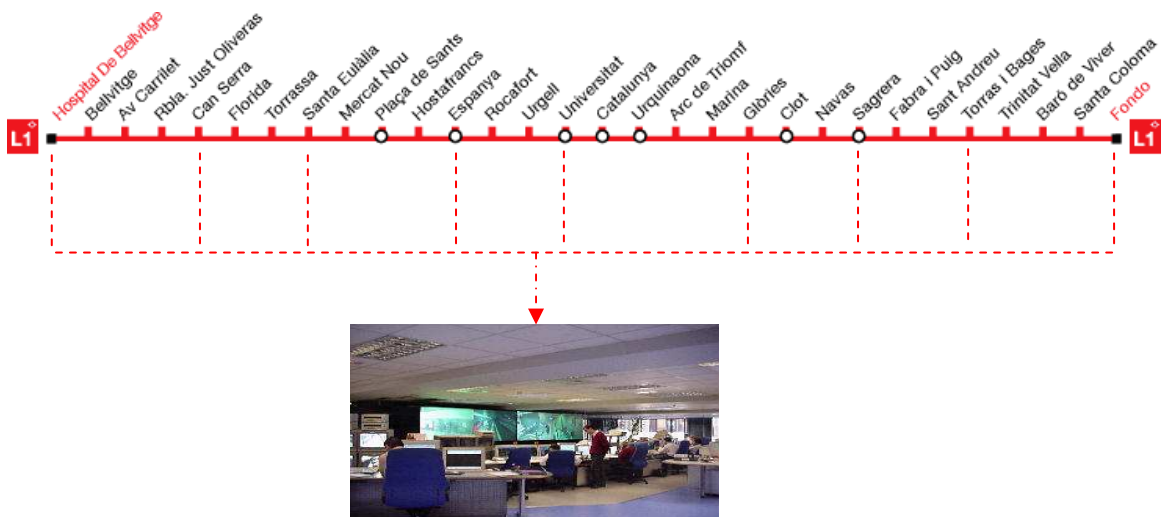 L1
Hospital De Bellvitge
Bellvitge
Av Carrilet
Rbla. Just Oliveras
Can Serra
Florida
Torrassa
Santa Eulàlia
Mercat Nou
Plaça de Sants
Hostafrancs
Espanya
Rocafort
Urgell
Universitat
Catalunya
Urquinaona
Arc de Triomf
Marina
Glòries
Clot
Navas
Sagrera
Fabra i Puig
Sant Andreu
Torras i Bages
Trinitat Vella
Baró de Viver
Santa Coloma
Fondo
L1